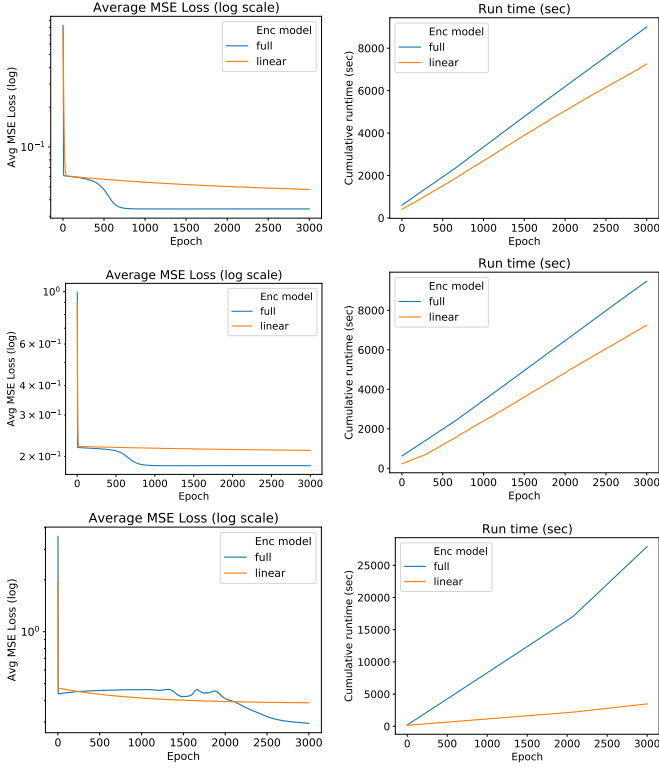 Average MSE Loss (log scale)
Avg MSE Loss (log)
10⁻¹
Enc model
full
linear
0 500 1000 1500 2000 2500 3000
Epoch
Run time (sec)
Cumulative runtime (sec)
8000
6000
4000
2000
0
Enc model
full
linear
0 500 1000 1500 2000 2500 3000
Epoch
Average MSE Loss (log scale)
Avg MSE Loss (log)
10⁰
6 × 10⁻¹
4 × 10⁻¹
3 × 10⁻¹
2 × 10⁻¹
Enc model
full
linear
0 500 1000 1500 2000 2500 3000
Epoch
Run time (sec)
Cumulative runtime (sec)
8000
6000
4000
2000
0
Enc model
full
linear
0 500 1000 1500 2000 2500 3000
Epoch
Average MSE Loss (log scale)
Avg MSE Loss (log)
10⁰
Enc model
full
linear
0 500 1000 1500 2000 2500 3000
Epoch
Run time (sec)
Cumulative runtime (sec)
25000
20000
15000
10000
5000
0
Enc model
full
linear
0 500 1000 1500 2000 2500 3000
Epoch